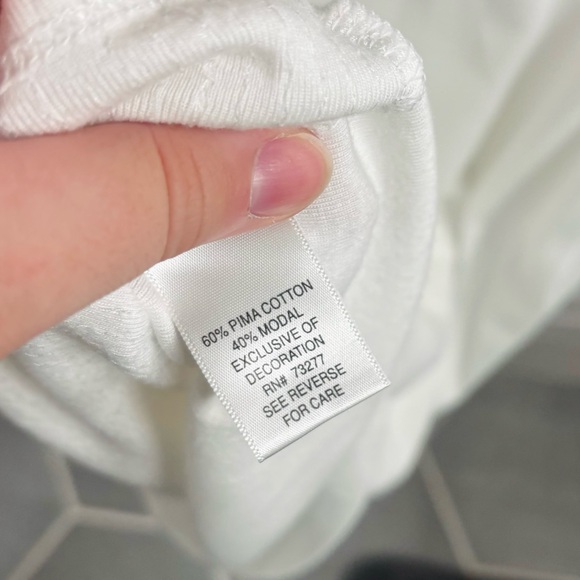 60% PIMA COTTON
40% MODAL
EXCLUSIVE OF
DECORATION
RN# 73277
SEE REVERSE
FOR CARE